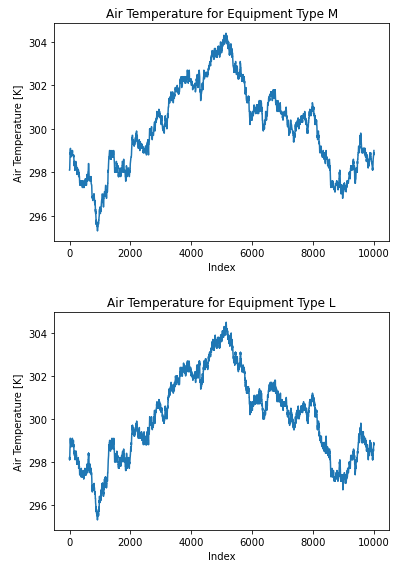 Air Temperature for Equipment Type M
304
302
300
298
296
Air Temperature [K]
0 2000 4000 6000 8000 10000
Index
Air Temperature for Equipment Type L
304
302
300
298
296
Air Temperature [K]
0 2000 4000 6000 8000 10000
Index